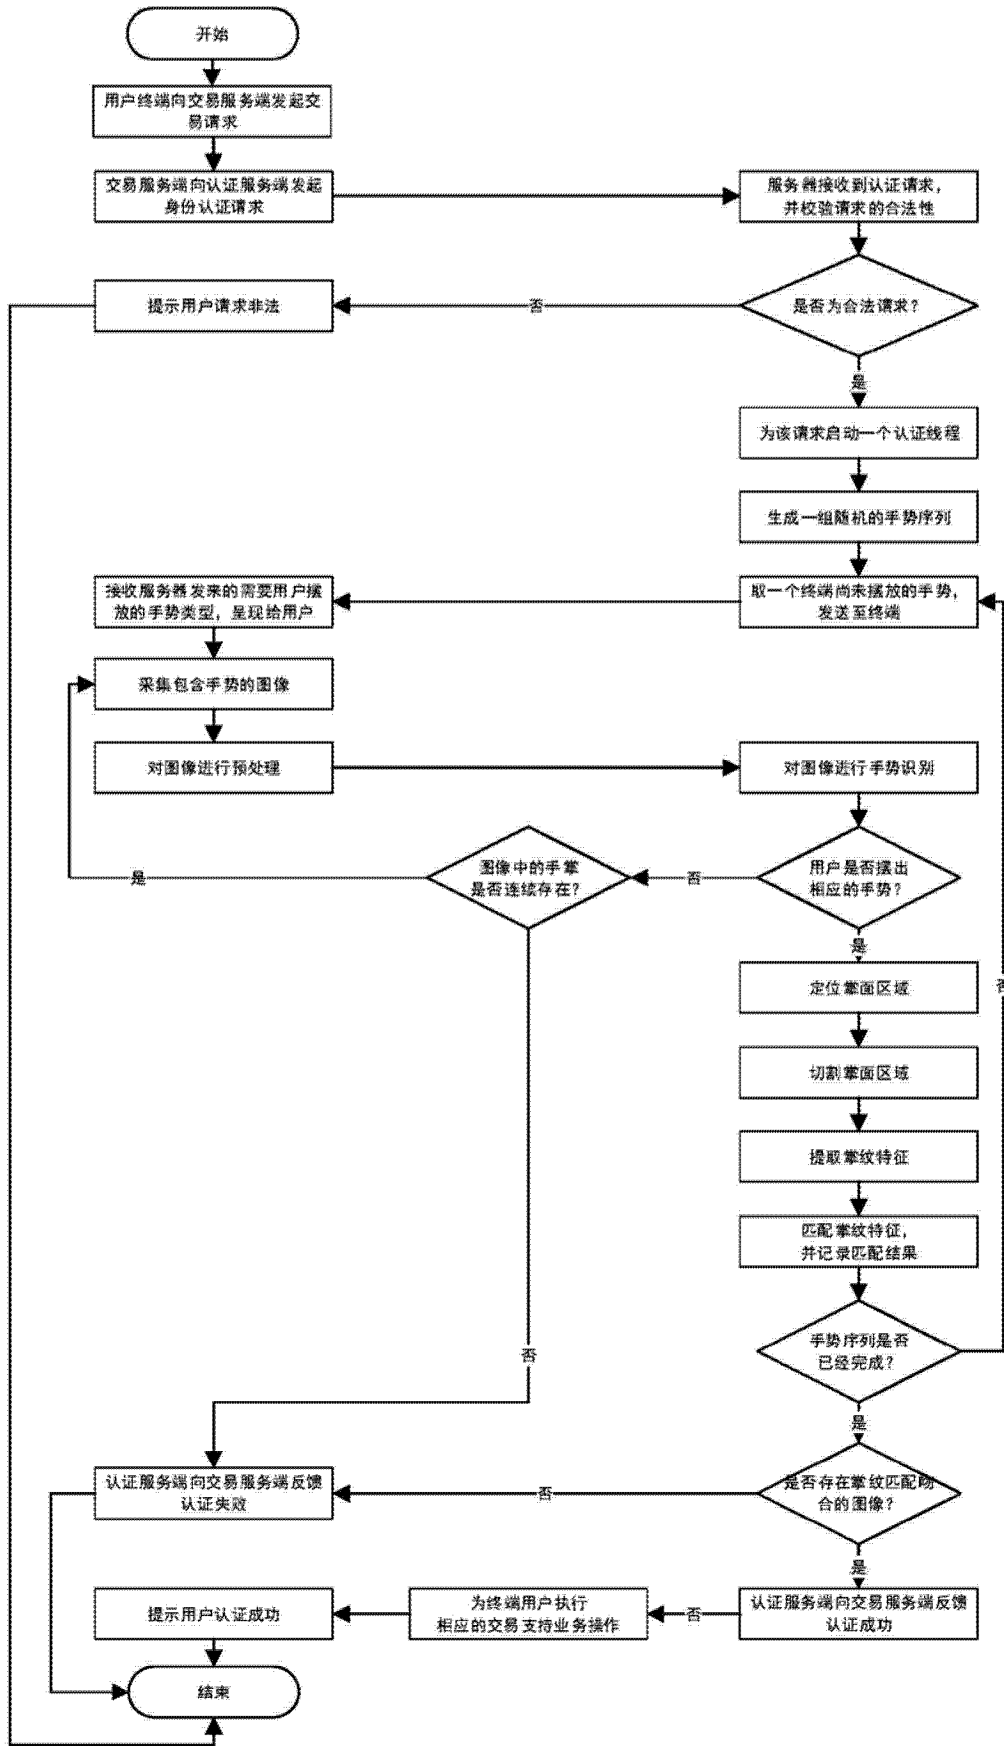 开始
用户终端向交易服务端发起交
易请求
交易服务端向认证服务端发起
身份认证请求
服务器接收到认证请求，
并校验请求的合法性
提示用户请求非法
否
是否为合法请求？
是
为该请求启动一个认证线程
生成一组随机的手势序列
接收服务器发来的需要用户摆
放的手势类型，呈现给用户
取一个终端尚未摆放的手势，
发送至终端
采集包含手势的图像
对图像进行预处理
对图像进行手势识别
是
图像中的手掌
是否连续存在？
否
用户是否摆出
相应的手势？
是
定位掌面区域
否
切割掌面区域
提取掌纹特征
匹配掌纹特征，
并记录匹配结果
否
手势序列是否
已经完成？
是
认证服务端向交易服务端反馈
认证失败
否
是否存在掌纹匹配吻
合的图像？
是
提示用户认证成功
为终端用户执行
相应的交易支持业务操作
否
认证服务端向交易服务端反馈
认证成功
结束